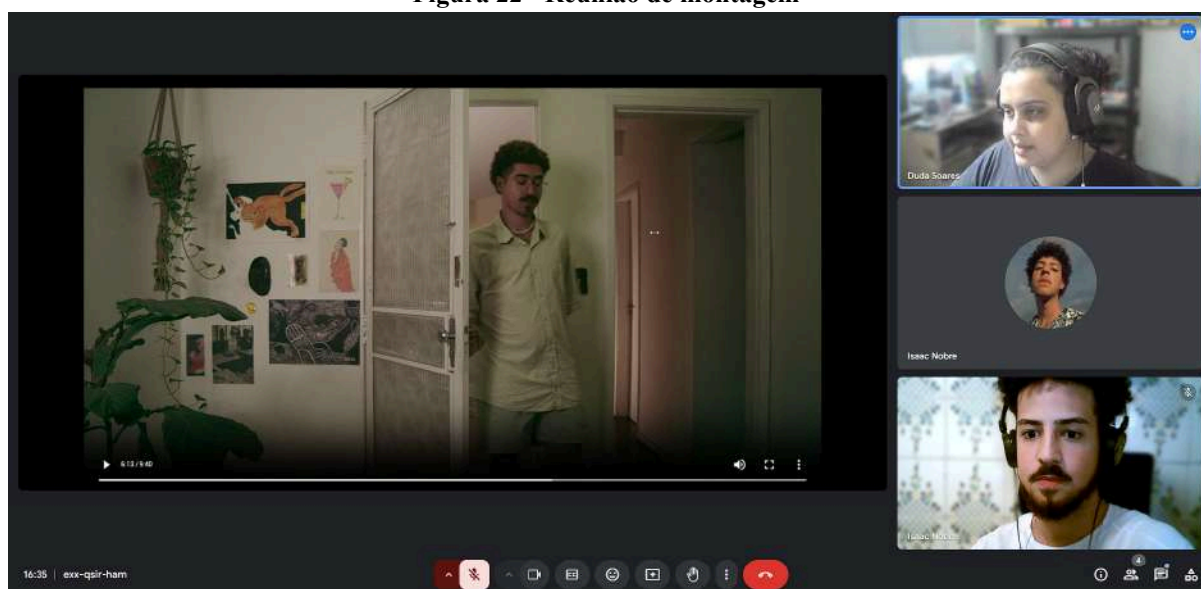 Figura 22 - Reunião de montagem
Duda Soares
Isaac Nobre
Isaac Nobre
6:13 / 9:40
16:35 | exx-qsir-ham
4